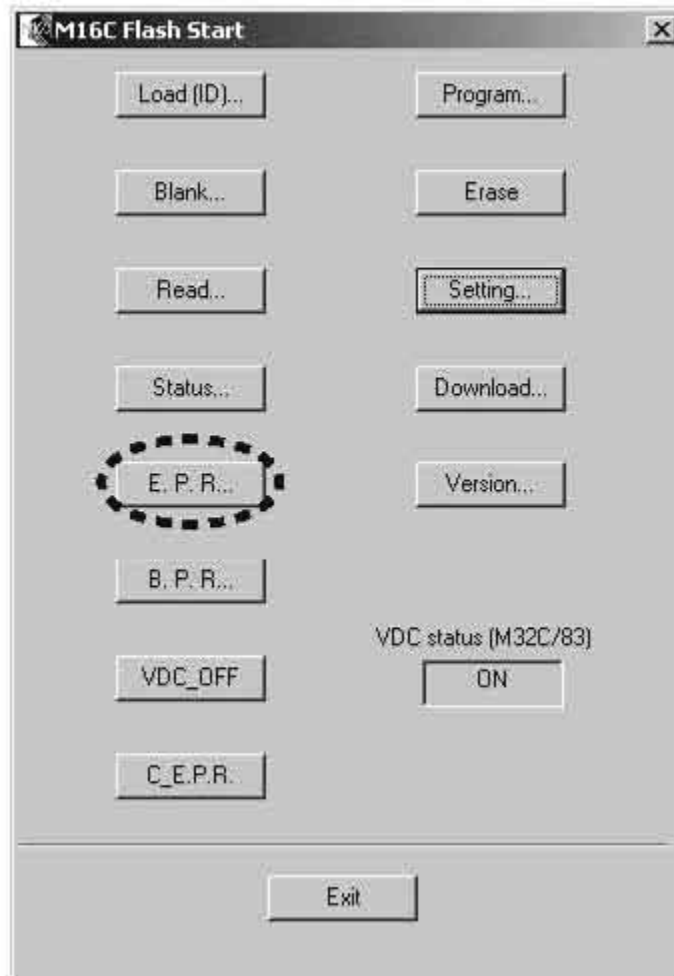 M16C Flash Start
Load (ID)... Program...
Blank... Erase
Read... Setting...
Status... Download...
E. P. R... Version...
B. P. R...
VDC status (M32C/83)
VDC_OFF ON
C_E.P.R.
Exit